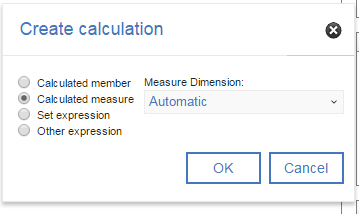 Create calculation
Calculated member
Calculated measure
Set expression
Other expression
Measure Dimension:
Automatic
OK
Cancel